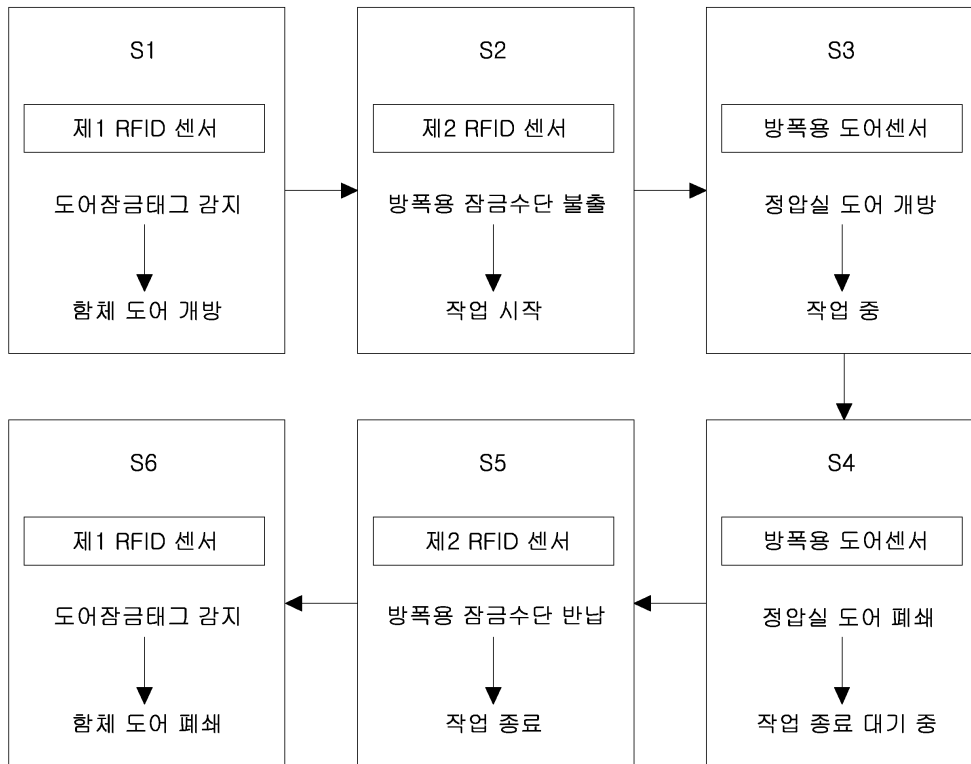 S1
제1 RFID 센서
도어잠금태그 감지
함체 도어 개방
S2
제2 RFID 센서
방폭용 잠금수단 불출
작업 시작
S3
방폭용 도어센서
정압실 도어 개방
작업 중
S4
방폭용 도어센서
정압실 도어 폐쇄
작업 종료 대기 중
S5
제2 RFID 센서
방폭용 잠금수단 반납
작업 종료
S6
제1 RFID 센서
도어잠금태그 감지
함체 도어 폐쇄